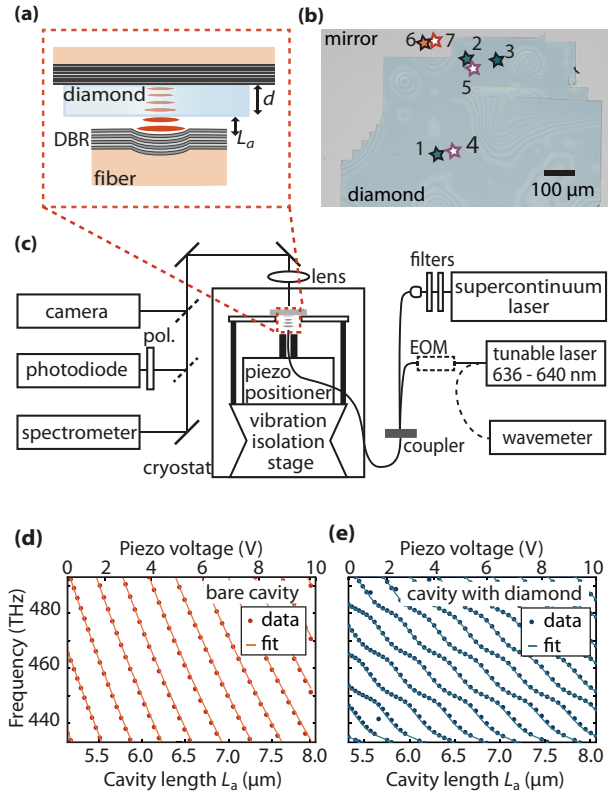 (a)
diamond
d
Lₐ
DBR
fiber
(b)
mirror
6
7
2
3
5
1
4
100 μm
diamond
(c)
lens
filters
camera
supercontinuum
laser
pol.
EOM
photodiode
piezo
positioner
tunable laser
636 - 640 nm
spectrometer
vibration
isolation
stage
coupler
wavemeter
cryostat
(d)
Piezo voltage (V)
0 2 4 6 8 10
bare cavity
data
fit
Frequency (THz)
480
460
440
5.5 6.0 6.5 7.0 7.5 8.0
Cavity length Lₐ (μm)
(e)
Piezo voltage (V)
0 2 4 6 8 10
cavity with diamond
data
fit
5.5 6.0 6.5 7.0 7.5 8.0
Cavity length Lₐ (μm)